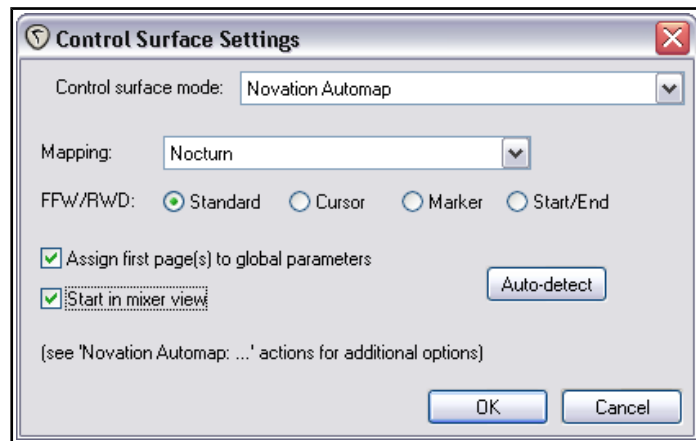 Control Surface Settings
Control surface mode: Novation Automap
Mapping: Nocturn
FFW/RWD: Standard Cursor Marker Start/End
Assign first page(s) to global parameters
Start in mixer view
Auto-detect
(see 'Novation Automap: ...' actions for additional options)
OK Cancel